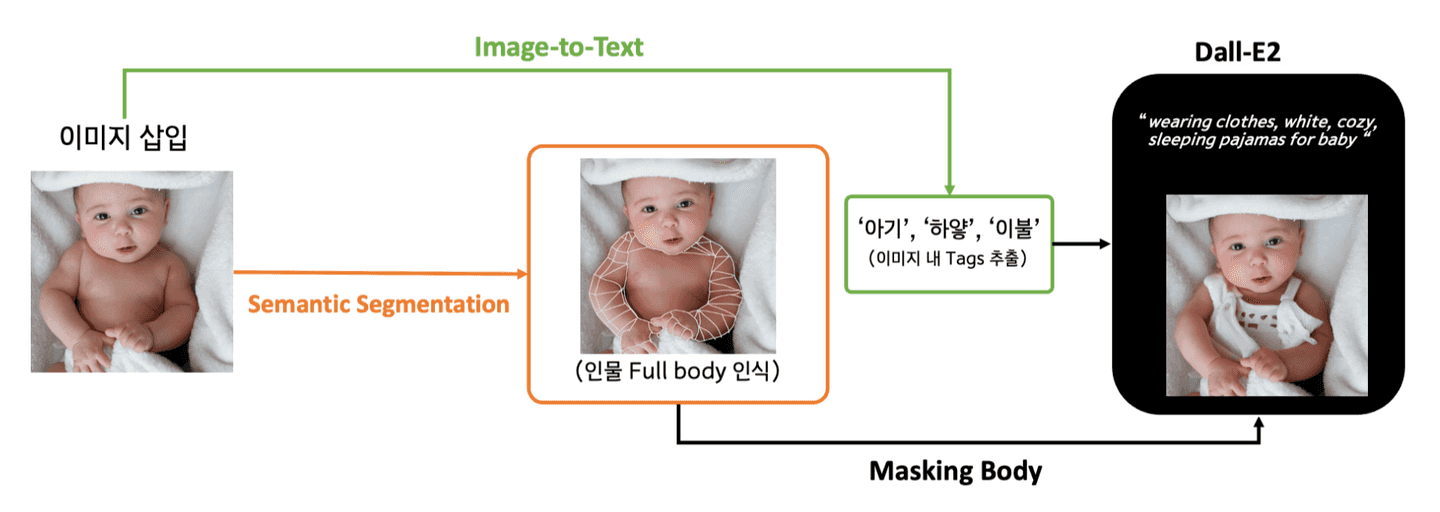 Image-to-Text
Dall-E2
이미지 삽입
“ wearing clothes, white, cozy,
sleeping pajamas for baby “
‘아기’, ‘하얗’, ‘이불’
(이미지 내 Tags 추출)
Semantic Segmentation
(인물 Full body 인식)
Masking Body